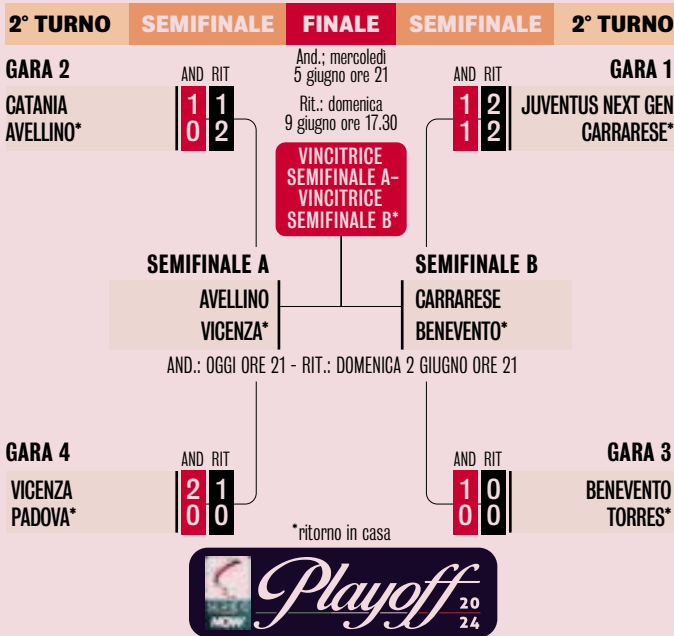 2° TURNO SEMIFINALE FINALE SEMIFINALE 2° TURNO
GARA 2
AND RIT
CATANIA 1 1
AVELLINO* 0 2
And.; mercoledì
5 giugno ore 21
Rit.: domenica
9 giugno ore 17.30
VINCITRICE
SEMIFINALE A–
VINCITRICE
SEMIFINALE B*
GARA 1
AND RIT
1 2 JUVENTUS NEXT GEN
1 2 CARRARESE*
SEMIFINALE A
AVELLINO
VICENZA*
SEMIFINALE B
CARRARESE
BENEVENTO*
AND.: OGGI ORE 21 - RIT.: DOMENICA 2 GIUGNO ORE 21
GARA 4
AND RIT
VICENZA 2 1
PADOVA* 0 0
GARA 3
AND RIT
1 0 BENEVENTO
0 0 TORRES*
*ritorno in casa
NOW
Playoff
20
24